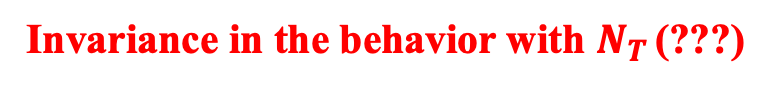 Invariance in the behavior with N_T (???)